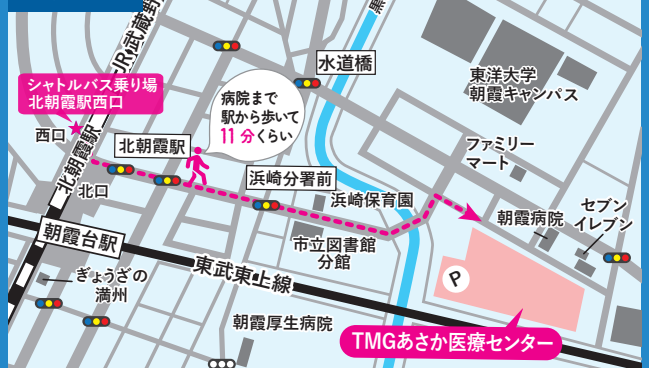 黒
JR武蔵野
水道橋
シャトルバス乗り場
北朝霞駅西口
東洋大学
朝霞キャンパス
病院まで
駅から歩いて
11分くらい
西口
北朝霞駅
北朝霞駅
ファミリー
マート
浜崎分署前
北口
浜崎保育園
セブン
イレブン
朝霞病院
朝霞台駅
市立図書館
分館
東武東上線
P
ぎょうざの
満州
朝霞厚生病院
TMGあさか医療センター